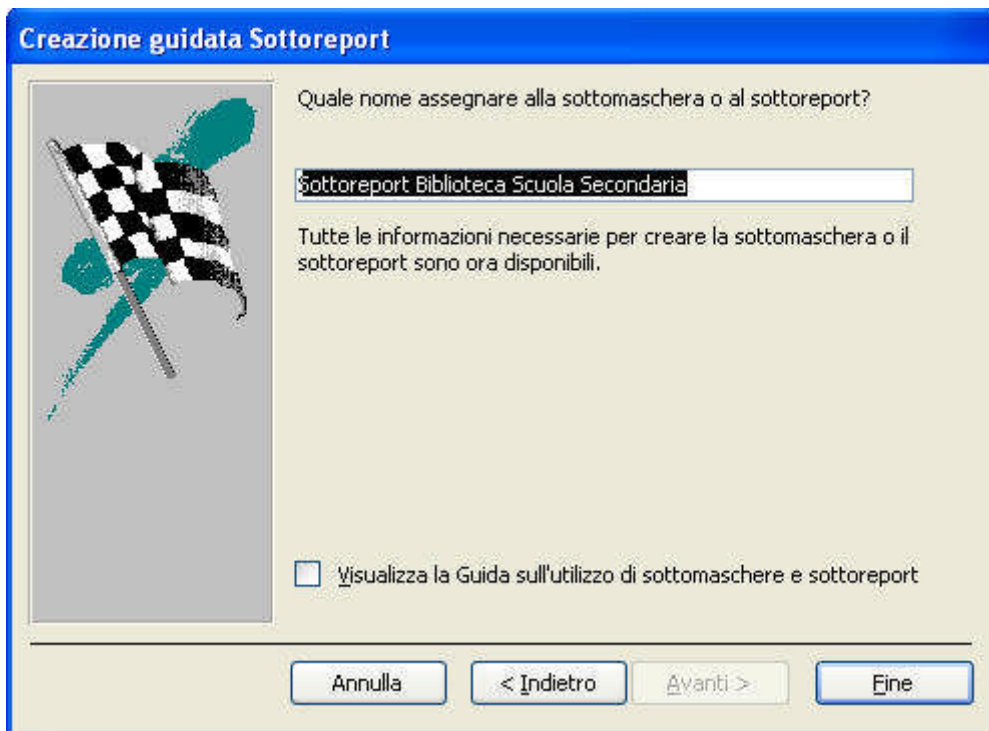 Creazione guidata Sottoreport
Quale nome assegnare alla sottomaschera o al sottoreport?
Sottoreport Biblioteca Scuola Secondaria
Tutte le informazioni necessarie per creare la sottomaschera o il
sottoreport sono ora disponibili.
Visualizza la Guida sull'utilizzo di sottomaschere e sottoreport
Annulla < Indietro Avanti > Fine